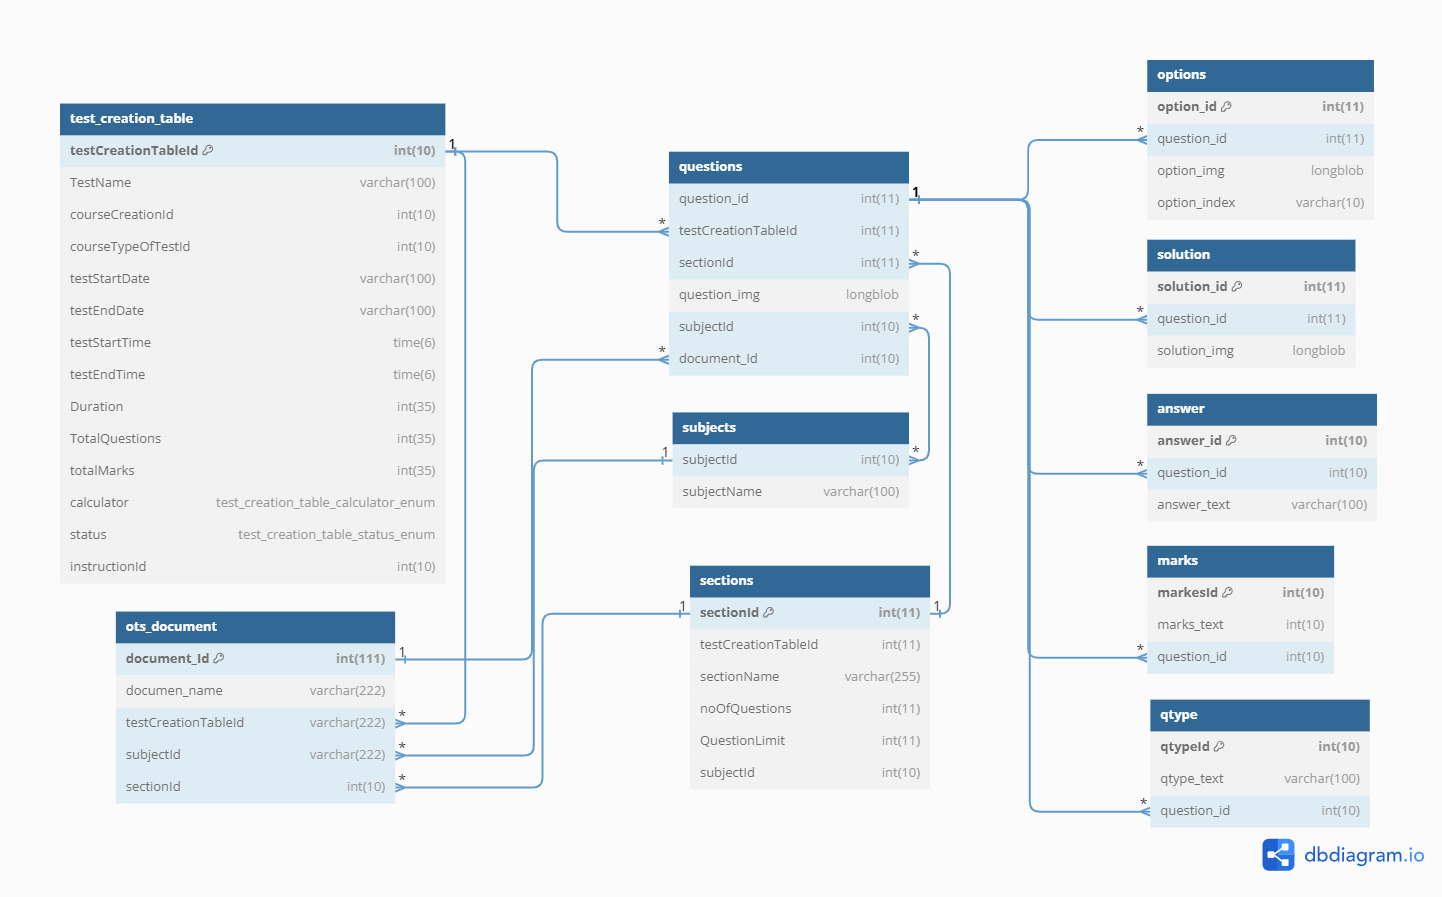 test_creation_table
testCreationTableId int(10)
TestName varchar(100)
courseCreationId int(10)
courseTypeOfTestId int(10)
testStartDate varchar(100)
testEndDate varchar(100)
testStartTime time(6)
testEndTime time(6)
Duration int(35)
TotalQuestions int(35)
totalMarks int(35)
calculator test_creation_table_calculator_enum
status test_creation_table_status_enum
instructionId int(10)
1
ots_document
document_Id int(111)
documen_name varchar(222)
testCreationTableId varchar(222)
subjectId varchar(222)
sectionId int(10)
1
*
*
*
questions
question_id int(11)
testCreationTableId int(11)
sectionId int(11)
question_img longblob
subjectId int(10)
document_Id int(10)
1
*
*
*
*
subjects
subjectId int(10)
subjectName varchar(100)
1
*
sections
sectionId int(11)
testCreationTableId int(11)
sectionName varchar(255)
noOfQuestions int(11)
QuestionLimit int(11)
subjectId int(10)
1
1
options
option_id int(11)
question_id int(11)
option_img longblob
option_index varchar(10)
*
solution
solution_id int(11)
question_id int(11)
solution_img longblob
*
answer
answer_id int(10)
question_id int(10)
answer_text varchar(100)
*
marks
markesId int(10)
marks_text int(10)
question_id int(10)
*
qtype
qtypeId int(10)
qtype_text varchar(100)
question_id int(10)
*
dbdiagram.io